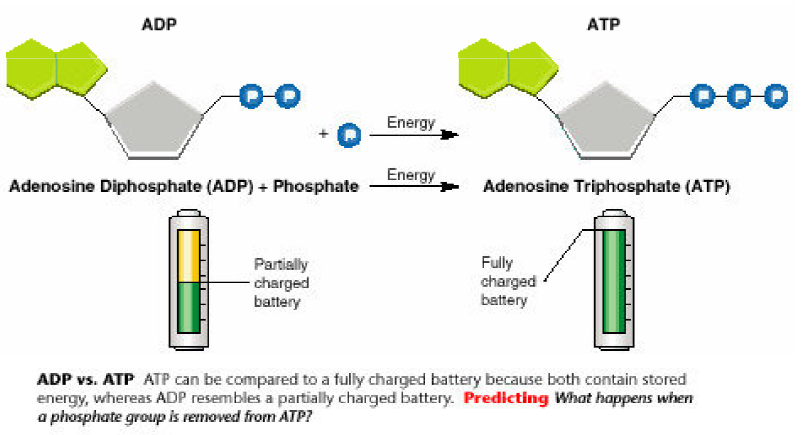 ADP
ATP
P P
P P P
+ P Energy
Energy
Adenosine Diphosphate (ADP) + Phosphate
Adenosine Triphosphate (ATP)
Partially
charged
battery
Fully
charged
battery
ADP vs. ATP ATP can be compared to a fully charged battery because both contain stored
energy, whereas ADP resembles a partially charged battery. Predicting What happens when
a phosphate group is removed from ATP?